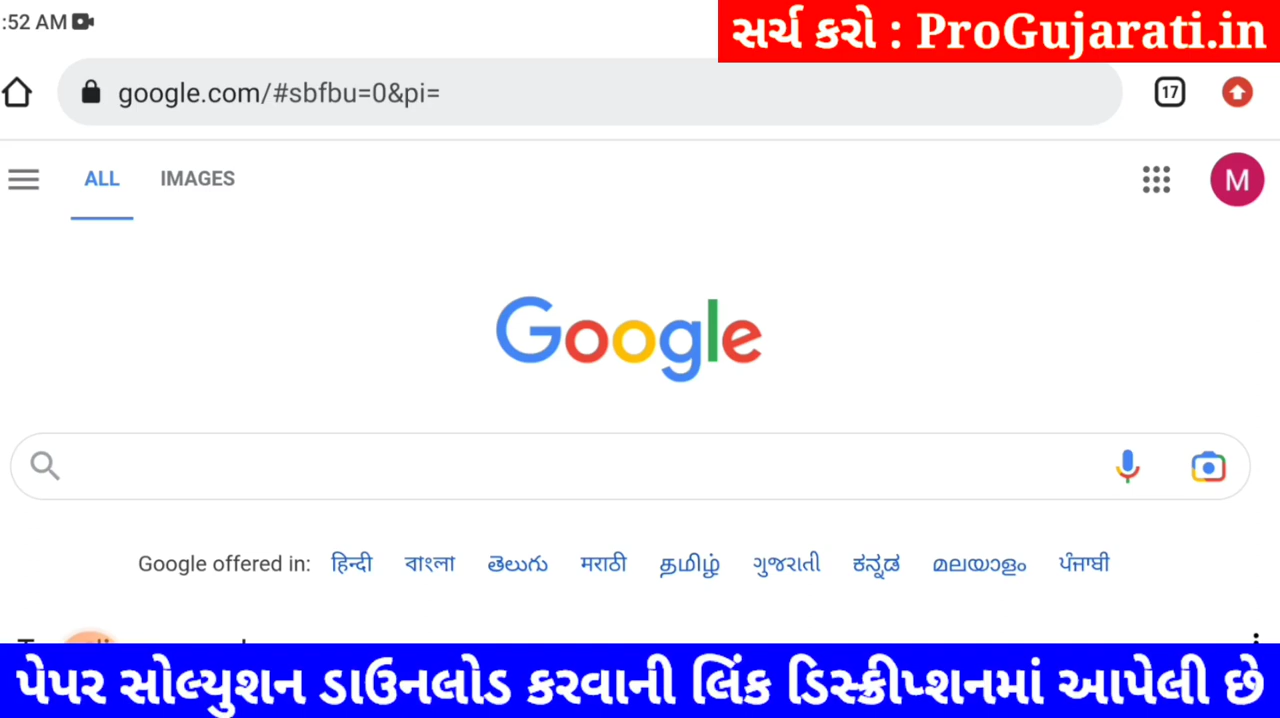 :52 AM
સર્ચ કરો : ProGujarati.in
google.com/#sbfbu=0&pi=
17
ALL IMAGES
M
Google
Google offered in: हिन्दी বাংলা తెలుగు मराठी தமிழ் ગુજરાતી ಕನ್ನಡ മലയാളം ਪੰਜਾਬੀ
પેપર સોલ્યુશન ડાઉનલોડ કરવાની લિંક ડિસ્ક્રીપ્શનમાં આપેલી છે